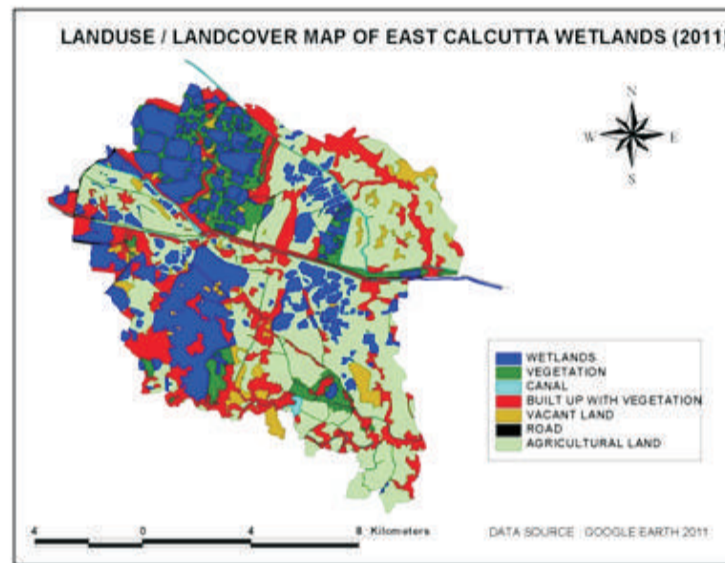 LANDUSE / LANDCOVER MAP OF EAST CALCUTTA WETLANDS (2011)
N
W E
S
WETLANDS
VEGETATION
CANAL
BUILT UP WITH VEGETATION
VACANT LAND
ROAD
AGRICULTURAL LAND
4 0 4 8 Kilometers
DATA SOURCE : GOOGLE EARTH 2011